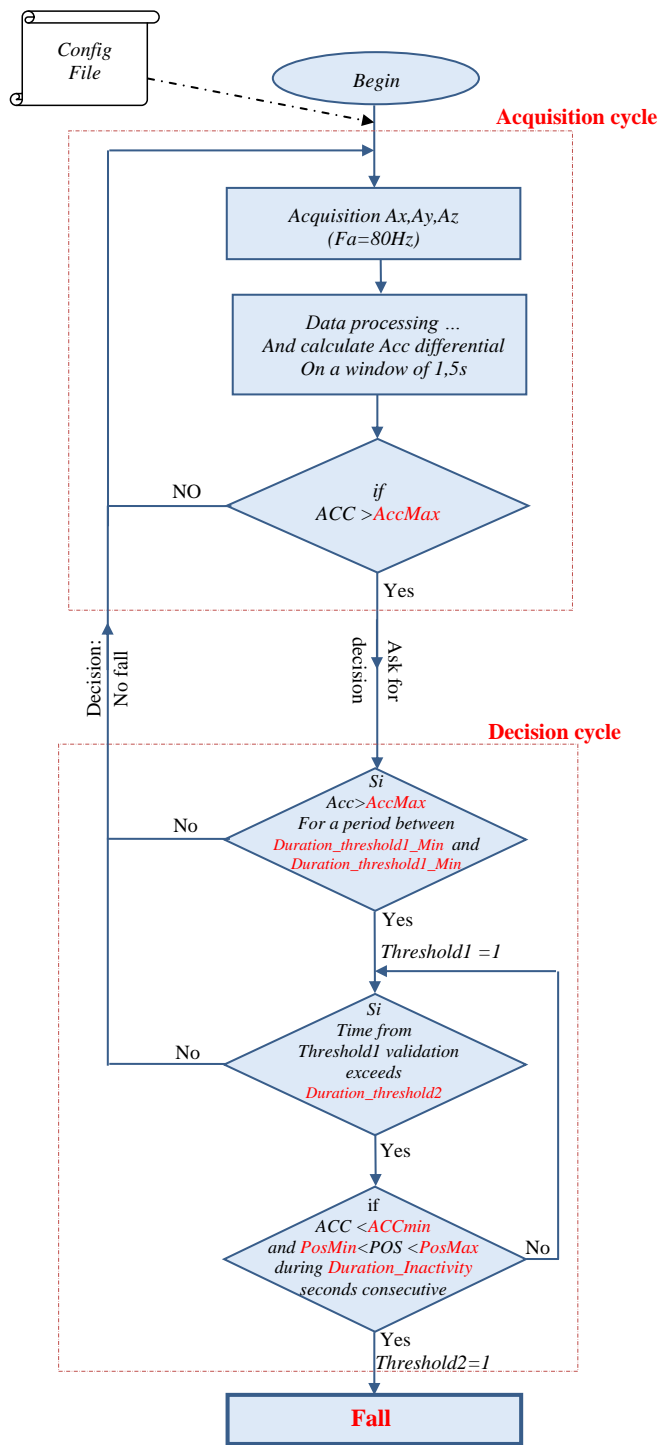 Config
File
Begin
Acquisition cycle
Acquisition Ax,Ay,Az
(Fa=80Hz)
Data processing …
And calculate Acc differential
On a window of 1,5s
if
ACC >AccMax
NO
Yes
Decision:
No fall
Ask for
decision
Decision cycle
Si
Acc>AccMax
For a period between
Duration_threshold1_Min and
Duration_threshold1_Min
No
Yes
Threshold1 =1
Si
Time from
Threshold1 validation
exceeds
Duration_threshold2
No
Yes
if
ACC <ACCmin
and PosMin<POS <PosMax
during Duration_Inactivity
seconds consecutive
No
Yes
Threshold2=1
Fall